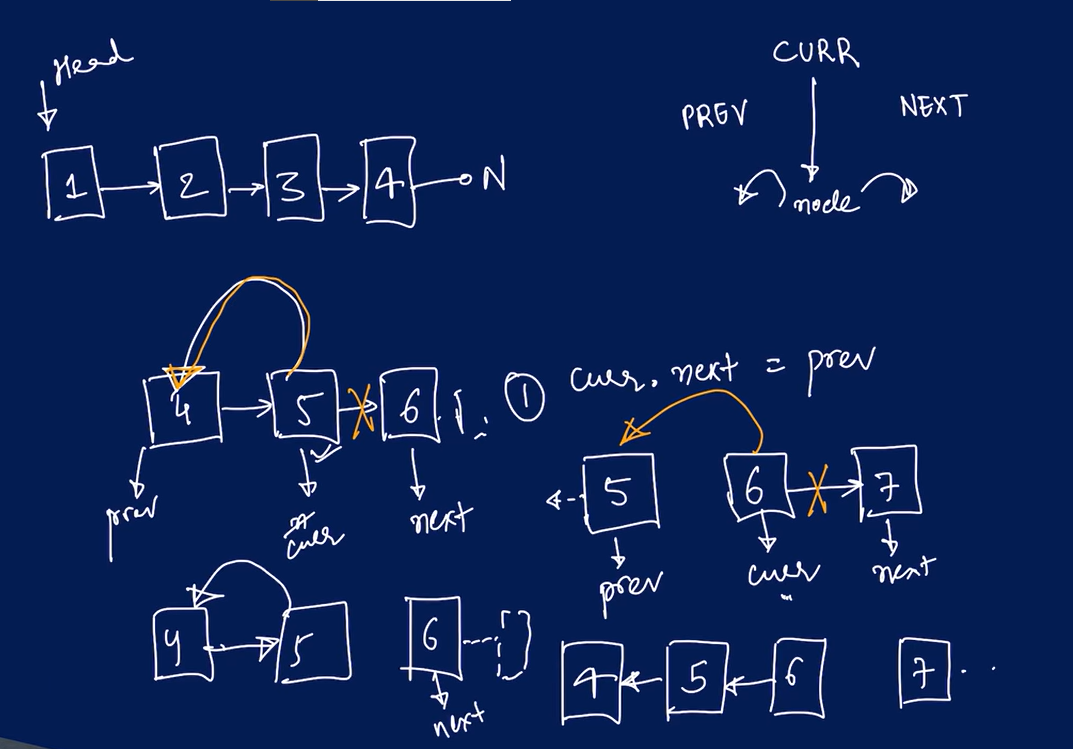 Head
CURR
PREV
NEXT
1 2 3 4 N
node
4 5 6
① curr. next = prev
prev
curr
next
5 6 7
prev
curr
next
4 5 6
next
4 5 6 7